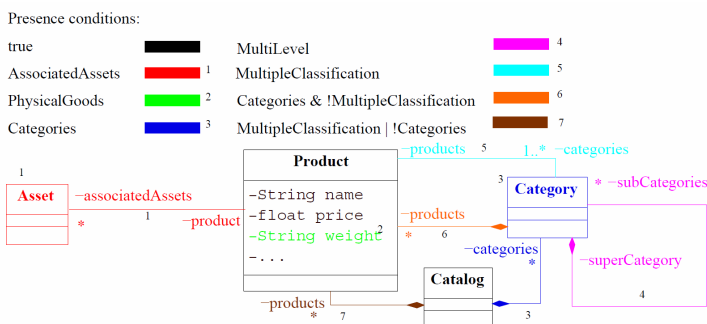 Presence conditions:
true
AssociatedAssets 1
PhysicalGoods 2
Categories 3
MultiLevel 4
MultipleClassification 5
Categories & !MultipleClassification 6
MultipleClassification | !Categories 7
1
Asset
−associatedAssets
*
1
−product
Product
-String name
-float price
-String weight
2
-...
−products
5
1..* −categories
3
Category
* −subCategories
−products
*
6
−categories
*
−superCategory
4
Catalog
−products
*
7
3